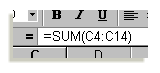 B I U
= =SUM(C4:C14)
C D